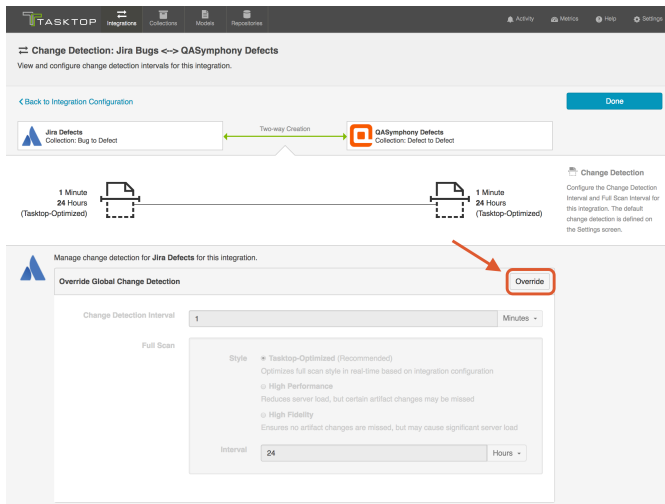 TASKTOP
Integrations
Collections
Models
Repositories
Activity
Metrics
Help
Settings
Change Detection: Jira Bugs <--> QASymphony Defects
View and configure change detection intervals for this integration.
Back to Integration Configuration
Done
Jira Defects
Collection: Bug to Defect
Two-way Creation
QASymphony Defects
Collection: Defect to Defect
1 Minute
24 Hours
(Tasktop-Optimized)
1 Minute
24 Hours
(Tasktop-Optimized)
Change Detection
Configure the Change Detection
Interval and Full Scan Interval for
this integration. The default
change detection is defined on
the Settings screen.
Manage change detection for Jira Defects for this integration.
Override Global Change Detection
Override
Change Detection Interval
1
Minutes
Full Scan
Style
Tasktop-Optimized (Recommended)
Optimizes full scan style in real-time based on integration configuration
High Performance
Reduces server load, but certain artifact changes may be missed
High Fidelity
Ensures no artifact changes are missed, but may cause significant server load
Interval
24
Hours